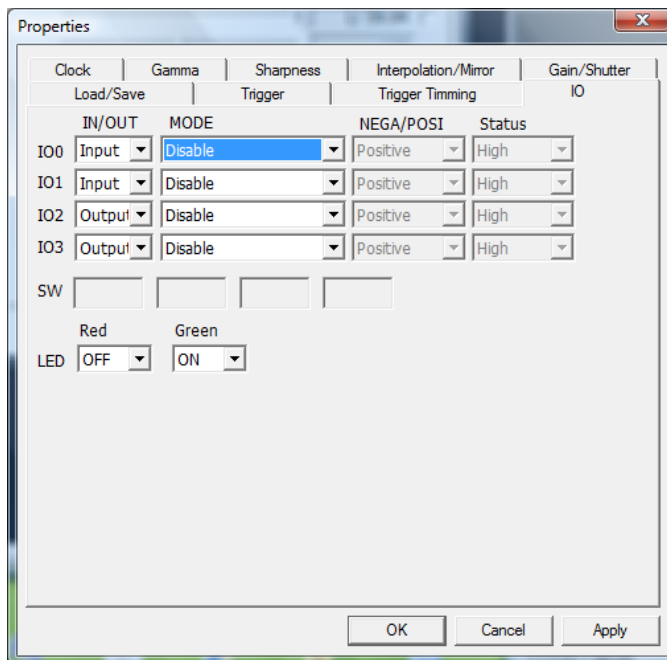 Properties
Clock Gamma Sharpness Interpolation/Mirror Gain/Shutter
Load/Save Trigger Trigger Timming IO
IN/OUT MODE NEGA/POSI Status
IO0 Input Disable Positive High
IO1 Input Disable Positive High
IO2 Output Disable Positive High
IO3 Output Disable Positive High
SW
Red Green
LED OFF ON
OK Cancel Apply